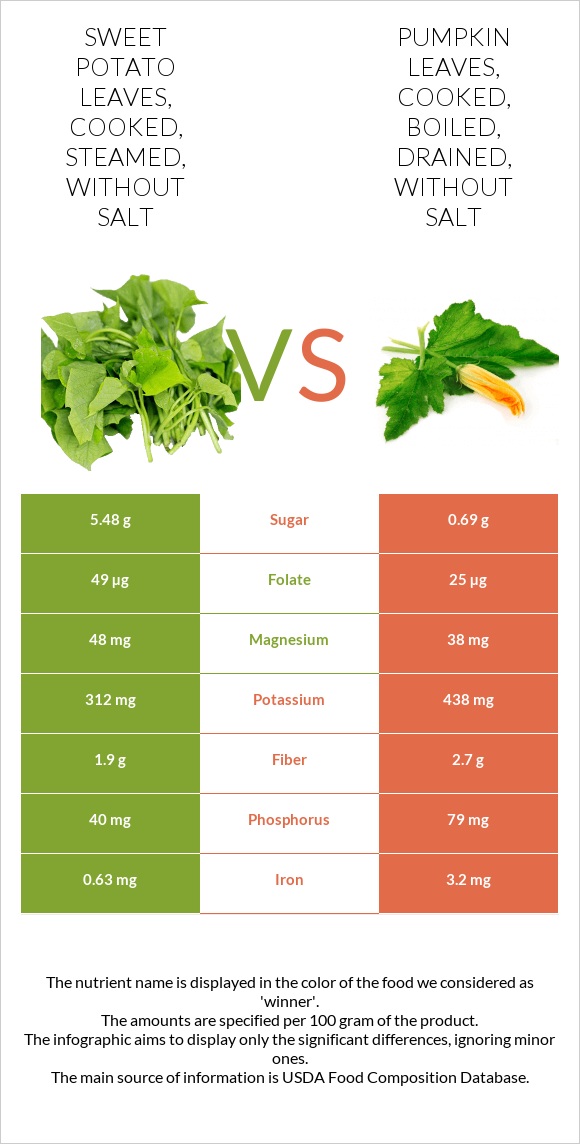 SWEET
POTATO
LEAVES,
COOKED,
STEAMED,
WITHOUT
SALT
PUMPKIN
LEAVES,
COOKED,
BOILED,
DRAINED,
WITHOUT
SALT
VS
5.48 g Sugar 0.69 g
49 µg Folate 25 µg
48 mg Magnesium 38 mg
312 mg Potassium 438 mg
1.9 g Fiber 2.7 g
40 mg Phosphorus 79 mg
0.63 mg Iron 3.2 mg
The nutrient name is displayed in the color of the food we considered as
'winner'.
The amounts are specified per 100 gram of the product.
The infographic aims to display only the significant differences, ignoring minor
ones.
The main source of information is USDA Food Composition Database.